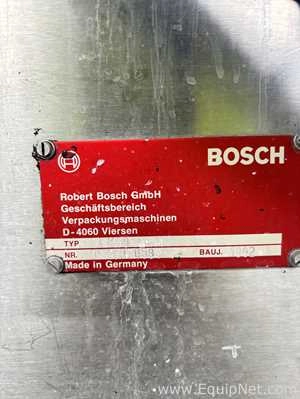 BOSCH
Robert Bosch GmbH
Geschäftsbereich
Verpackungsmaschinen
D-4060 Viersen
TYP
NR. BAUJ.
Made in Germany
www.EquipNet.com